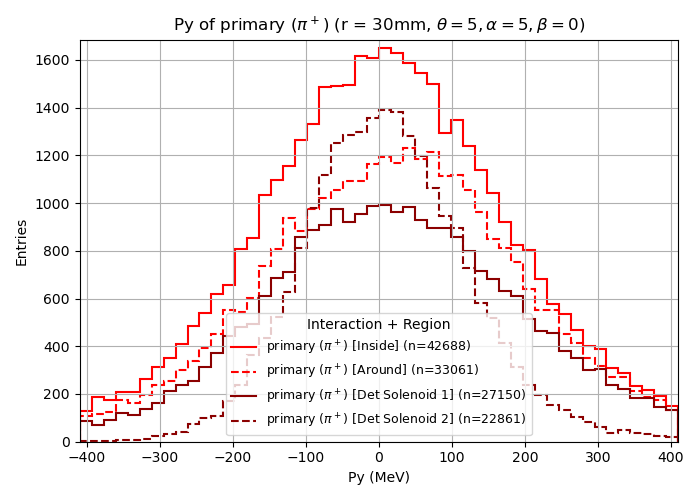 Py of primary (π⁺) (r = 30mm, θ = 5, α = 5, β = 0)
1600
1400
1200
1000
800
600
400
200
0
Entries
Interaction + Region
primary (π⁺) [Inside] (n=42688)
primary (π⁺) [Around] (n=33061)
primary (π⁺) [Det Solenoid 1] (n=27150)
primary (π⁺) [Det Solenoid 2] (n=22861)
−400 −300 −200 −100 0 100 200 300 400
Py (MeV)